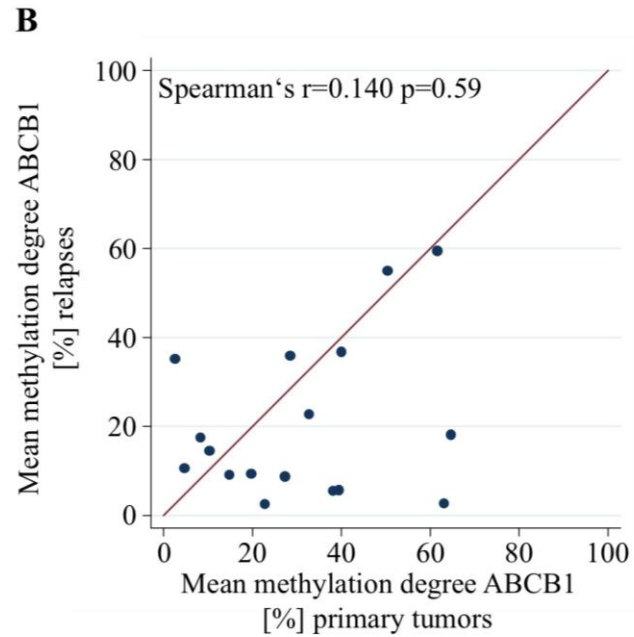 B
Spearman‘s r=0.140 p=0.59
Mean methylation degree ABCB1
[%] relapses
100
80
60
40
20
0
0 20 40 60 80 100
Mean methylation degree ABCB1
[%] primary tumors